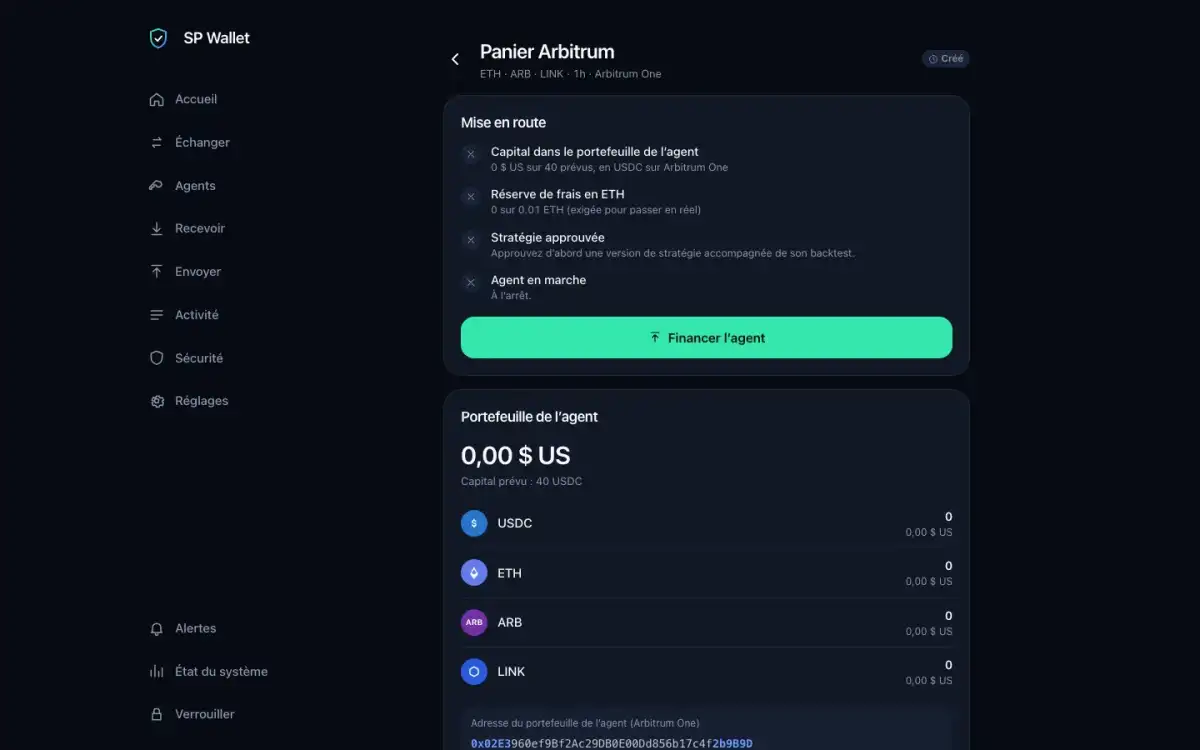 SP Wallet
Accueil
Échanger
Agents
Recevoir
Envoyer
Activité
Sécurité
Réglages
Alertes
État du système
Verrouiller
Panier Arbitrum
ETH · ARB · LINK · 1h · Arbitrum One
Créé
Mise en route
Capital dans le portefeuille de l'agent
0 $ US sur 40 prévus, en USDC sur Arbitrum One
Réserve de frais en ETH
0 sur 0.01 ETH (exigée pour passer en réel)
Stratégie approuvée
Approuvez d'abord une version de stratégie accompagnée de son backtest.
Agent en marche
À l'arrêt.
Financer l'agent
Portefeuille de l'agent
0,00 $ US
Capital prévu : 40 USDC
$ USDC 0
0,00 $ US
ETH 0
0,00 $ US
ARB ARB 0
0,00 $ US
LINK 0
0,00 $ US
Adresse du portefeuille de l'agent (Arbitrum One)
0x02E3960ef9Bf2Ac29DB0E00Dd856b17c4f2b9B9D